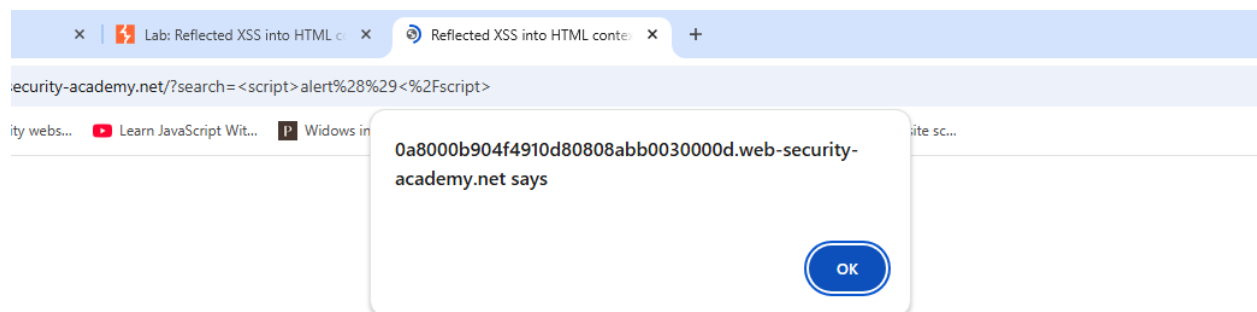 Lab: Reflected XSS into HTML c
Reflected XSS into HTML conte
ecurity-academy.net/?search=<script>alert%28%29<%2Fscript>
ity webs... Learn JavaScript Wit... P Widows in ite sc...
0a8000b904f4910d80808abb0030000d.web-security-
academy.net says
OK